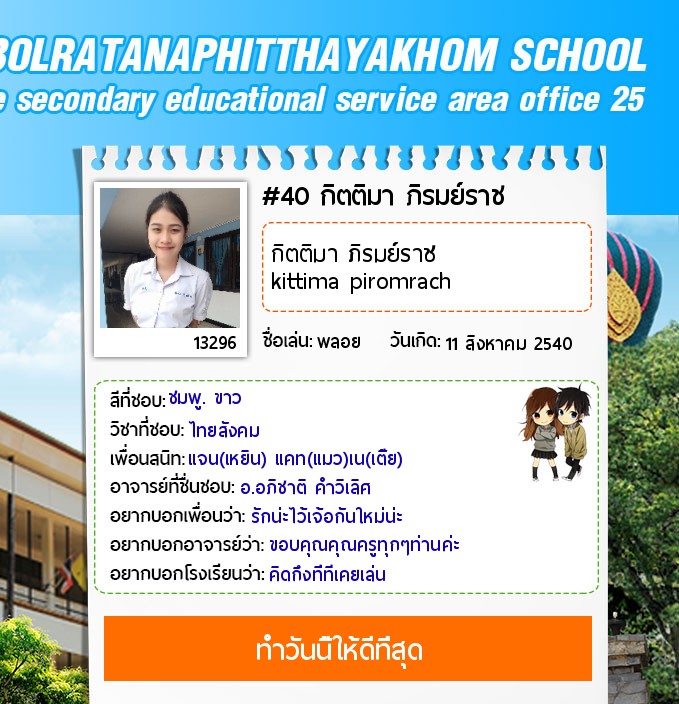 BOLRATANAPHITTHAYAKHOM SCHOOL
e secondary educational service area office 25
#40 กิตติมา ภิรมย์ราช
กิตติมา ภิรมย์ราช
kittima piromrach
13296
ชื่อเล่น: พลอย วันเกิด: 11 สิงหาคม 2540
สีที่ชอบ: ชมพู. ขาว
วิชาที่ชอบ: ไทยสังคม
เพื่อนสนิท: แจน(เหยิน) แคท(แมว)เน(เตี้ย)
อาจารย์ที่ชื่นชอบ: อ.อภิชาติ คำวิเลิศ
อยากบอกเพื่อนว่า: รักน่ะไว้เจ้อกันใหม่น่ะ
อยากบอกอาจารย์ว่า: ขอบคุณคุณครูทุกๆท่านค่ะ
อยากบอกโรงเรียนว่า: คิดถึงที่ที่เคยเล่น
ทำวันนี้ให้ดีที่สุด